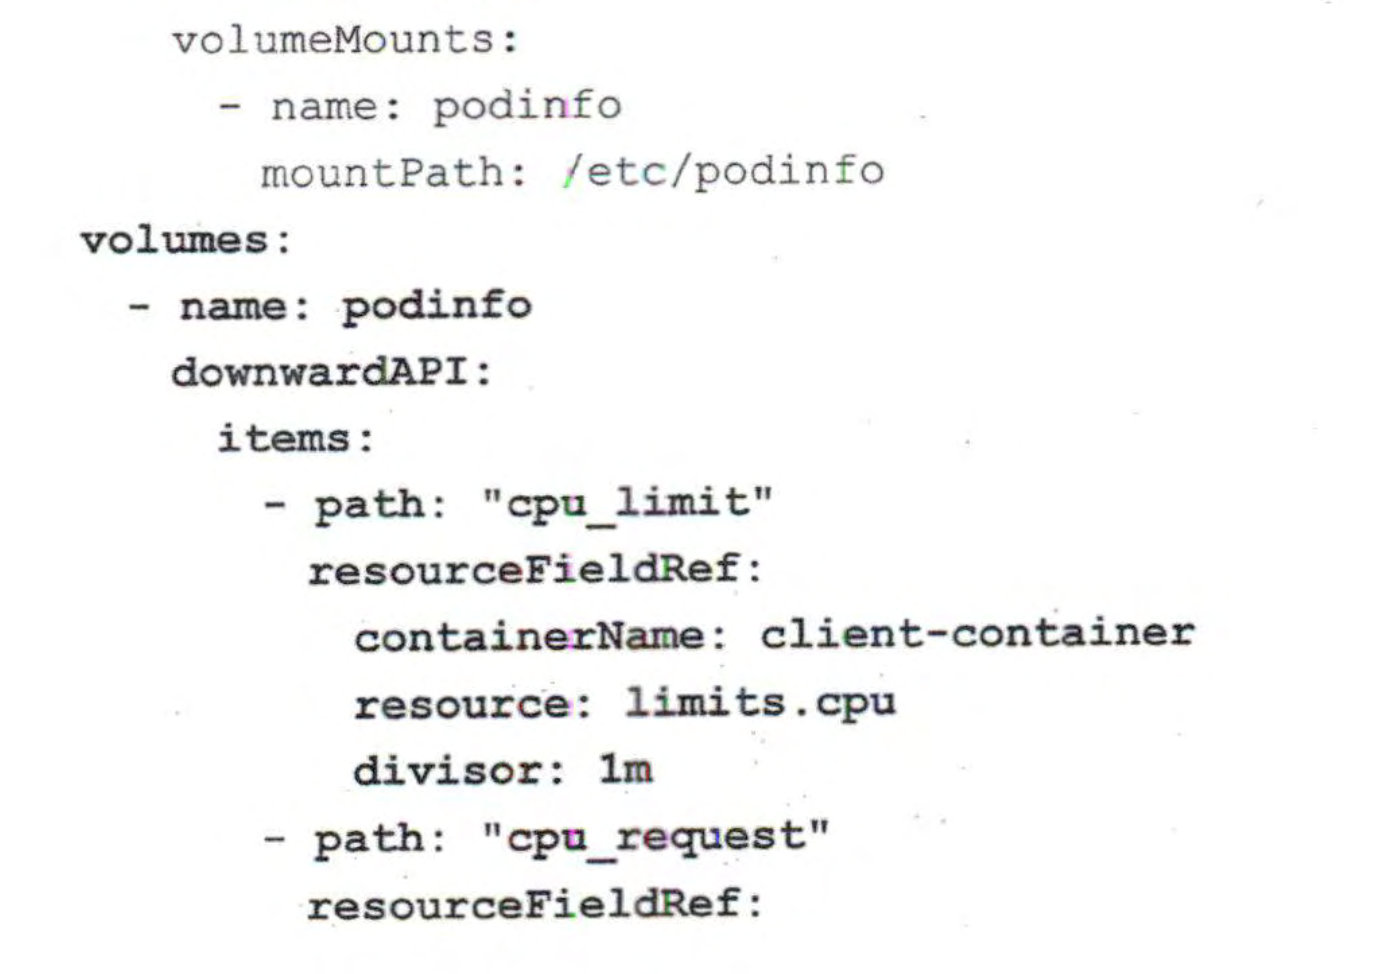 volumeMounts:
- name: podinfo
mountPath: /etc/podinfo
volumes:
- name: podinfo
downwardAPI:
items:
- path: "cpu_limit"
resourceFieldRef:
containerName: client-container
resource: limits.cpu
divisor: 1m
- path: "cpu_request"
resourceFieldRef: